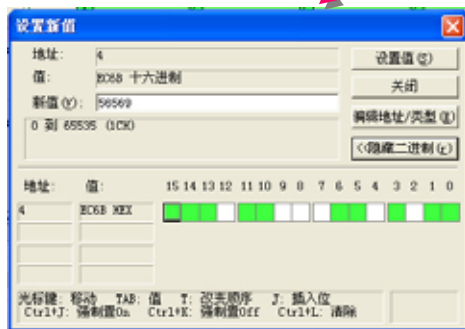 设置新值
地址: 4
值: EC6B 十六进制
新值(V): 56569
0 到 65535 (1CH)
设置值(S)
关闭
编辑地址/类型(E)
<<隐藏二进制(r)
地址: 值: 15 14 13 12 11 10 9 8 7 6 5 4 3 2 1 0
4 EC6B HEX
光标键: 移动 TAB: 值 T: 改关顺序 J: 插入位
Ctrl+J: 强制置On Ctrl+K: 强制置Off Ctrl+L: 清除